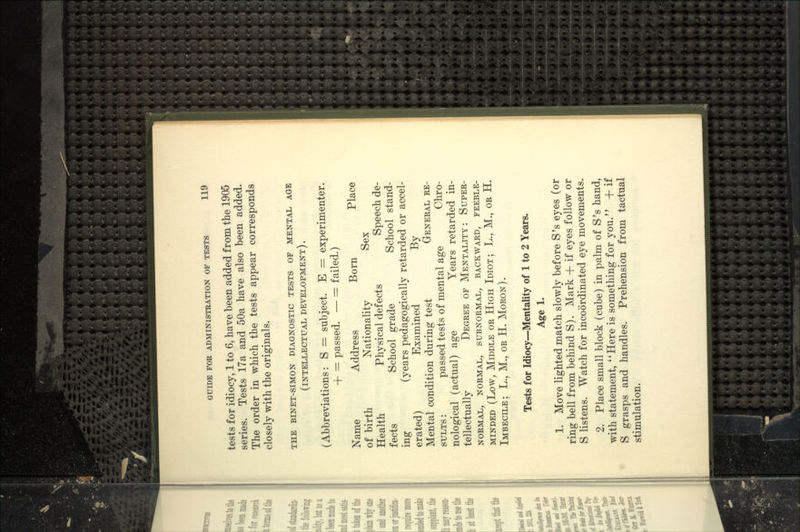 GUIDE FOR ADMINISTRATION OF TESTS 119
tests for idiocy, 1 to 6, have been added from the 1905
series. Tests 17a and 50a have also been added.
The order in which the tests appear corresponds
closely with the originals.
THE BINET-SIMON DIAGNOSTIC TESTS OF MENTAL AGE
(INTELLECTUAL DEVELOPMENT).
(Abbreviations: S = subject. E = experimenter.
+ = passed. — = failed.)
Name Address Born Place
of birth Nationality Sex
Health Physical defects Speech de-
fects School grade School stand-
ing (years pedagogically retarded or accel-
erated) Examined By
Mental condition during test GENERAL RE-
SULTS: passed tests of mental age Chro-
nological (actual) age Years retarded in-
tellectually DEGREE OF MENTALITY: SUPER-
NORMAL, NORMAL, SUBNORMAL, BACKWARD, FEEBLE-
MINDED (LOW, MIDDLE OR HIGH IDIOT; L., M., OR H.
IMBECILE; L., M., OR H. MORON).
Tests for Idiocy—Mentality of 1 to 2 Years.
Age 1.
1. Move lighted match slowly before S's eyes (or
ring bell from behind S). Mark + if eyes follow or
S listens. Watch for incoördinated eye movements.
2. Place small block (cube) in palm of S's hand,
with statement, "Here is something for you." + if
S grasps and handles. Prehension from tactual
stimulation.